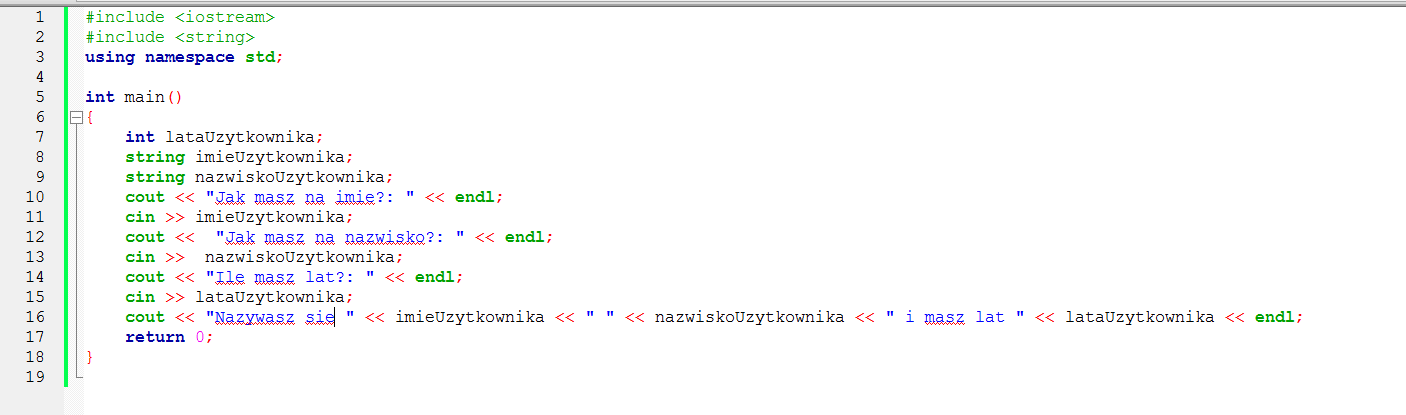 1 #include <iostream>
2 #include <string>
3 using namespace std;
4
5 int main()
6 {
7 int lataUzytkownika;
8 string imieUzytkownika;
9 string nazwiskoUzytkownika;
10 cout << "Jak masz na imie?: " << endl;
11 cin >> imieUzytkownika;
12 cout <<  "Jak masz na nazwisko?: " << endl;
13 cin >>  nazwiskoUzytkownika;
14 cout << "Ile masz lat?: " << endl;
15 cin >> lataUzytkownika;
16 cout << "Nazywasz sie " << imieUzytkownika << " " << nazwiskoUzytkownika << " i masz lat " << lataUzytkownika << endl;
17 return 0;
18 }
19